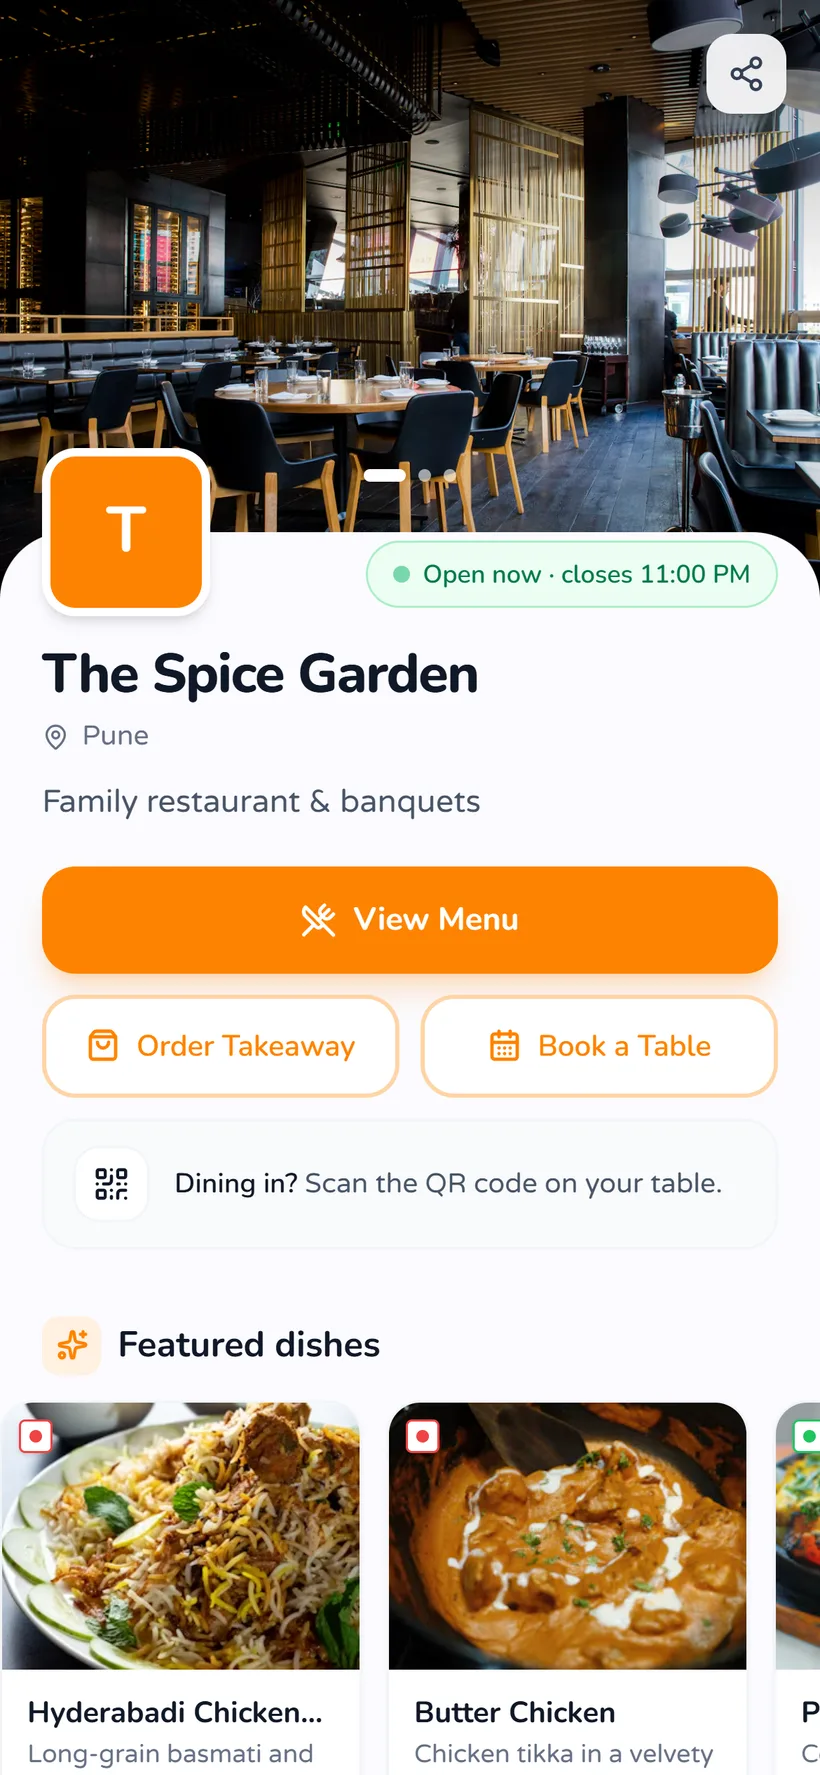 T
Open now · closes 11:00 PM
The Spice Garden
Pune
Family restaurant & banquets
View Menu
Order Takeaway
Book a Table
Dining in? Scan the QR code on your table.
Featured dishes
Hyderabadi Chicken...
Long-grain basmati and
Butter Chicken
Chicken tikka in a velvety